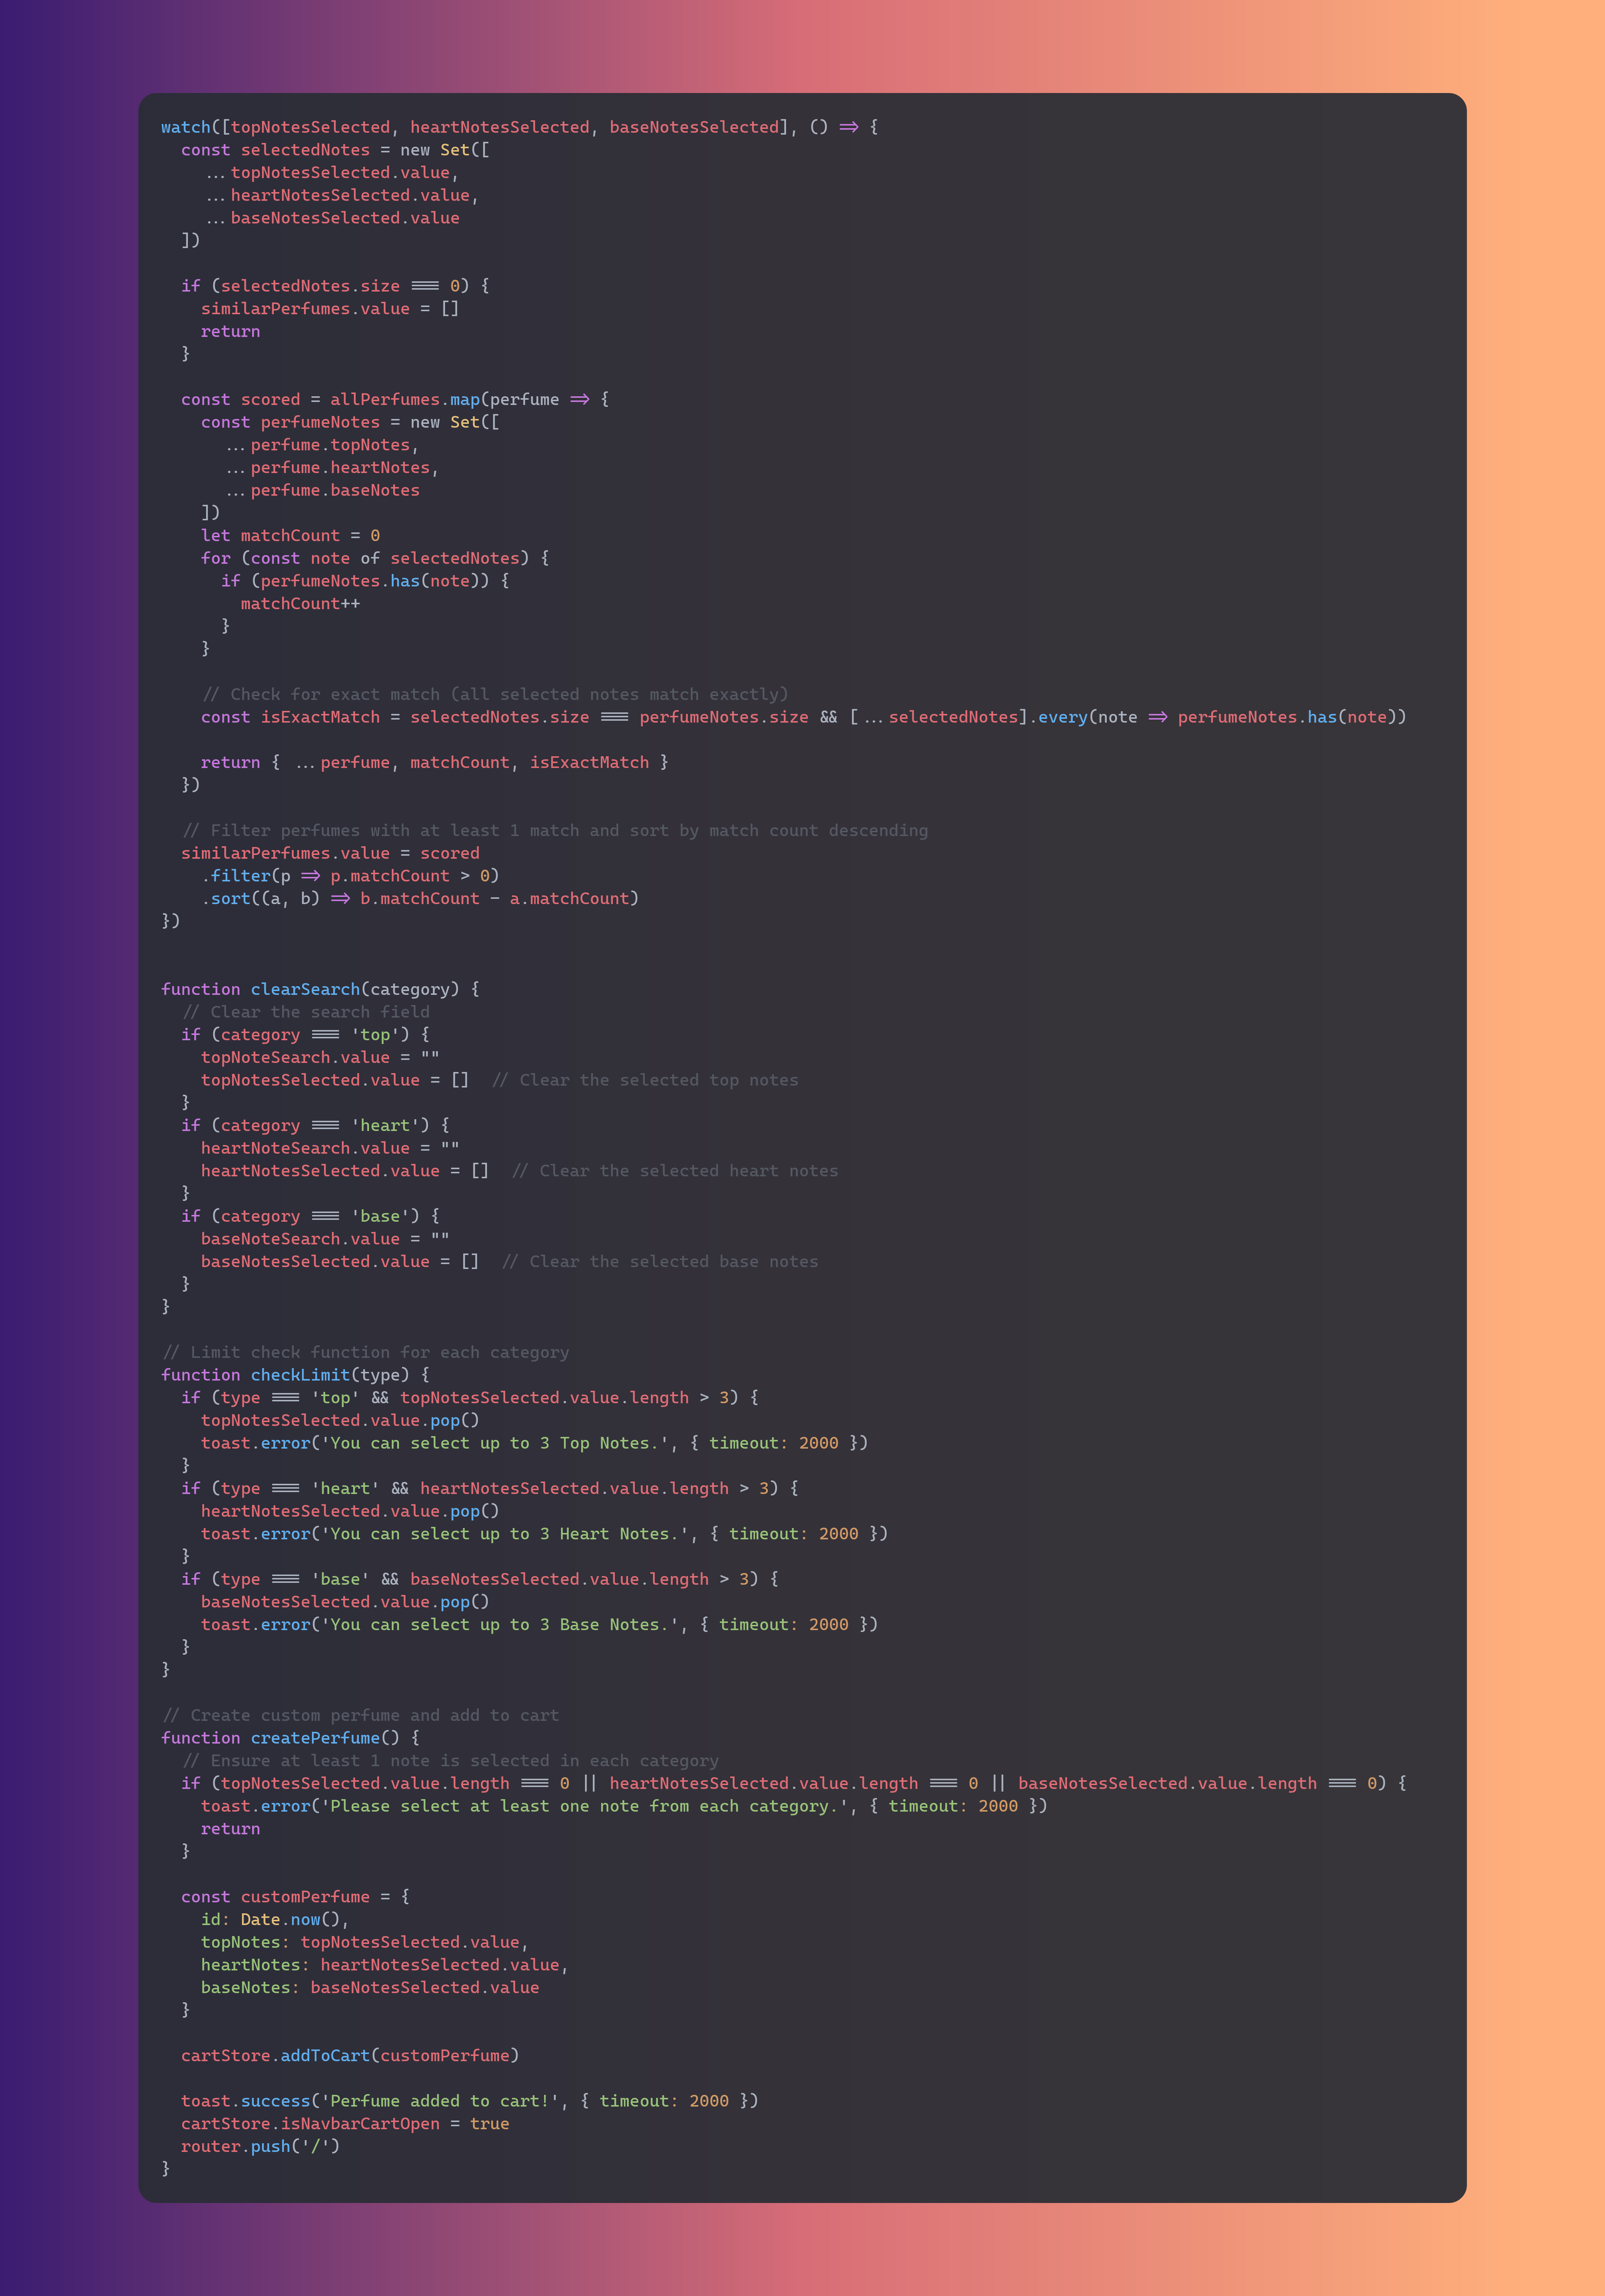 watch([topNotesSelected, heartNotesSelected, baseNotesSelected], () => {
  const selectedNotes = new Set([
    ...topNotesSelected.value,
    ...heartNotesSelected.value,
    ...baseNotesSelected.value
  ])

  if (selectedNotes.size === 0) {
    similarPerfumes.value = []
    return
  }

  const scored = allPerfumes.map(perfume => {
    const perfumeNotes = new Set([
      ...perfume.topNotes,
      ...perfume.heartNotes,
      ...perfume.baseNotes
    ])
    let matchCount = 0
    for (const note of selectedNotes) {
      if (perfumeNotes.has(note)) {
        matchCount++
      }
    }

    // Check for exact match (all selected notes match exactly)
    const isExactMatch = selectedNotes.size === perfumeNotes.size && [...selectedNotes].every(note => perfumeNotes.has(note))

    return { ...perfume, matchCount, isExactMatch }
  })

  // Filter perfumes with at least 1 match and sort by match count descending
  similarPerfumes.value = scored
    .filter(p => p.matchCount > 0)
    .sort((a, b) => b.matchCount - a.matchCount)
})


function clearSearch(category) {
  // Clear the search field
  if (category === 'top') {
    topNoteSearch.value = ""
    topNotesSelected.value = []  // Clear the selected top notes
  }
  if (category === 'heart') {
    heartNoteSearch.value = ""
    heartNotesSelected.value = []  // Clear the selected heart notes
  }
  if (category === 'base') {
    baseNoteSearch.value = ""
    baseNotesSelected.value = []  // Clear the selected base notes
  }
}

// Limit check function for each category
function checkLimit(type) {
  if (type === 'top' && topNotesSelected.value.length > 3) {
    topNotesSelected.value.pop()
    toast.error('You can select up to 3 Top Notes.', { timeout: 2000 })
  }
  if (type === 'heart' && heartNotesSelected.value.length > 3) {
    heartNotesSelected.value.pop()
    toast.error('You can select up to 3 Heart Notes.', { timeout: 2000 })
  }
  if (type === 'base' && baseNotesSelected.value.length > 3) {
    baseNotesSelected.value.pop()
    toast.error('You can select up to 3 Base Notes.', { timeout: 2000 })
  }
}

// Create custom perfume and add to cart
function createPerfume() {
  // Ensure at least 1 note is selected in each category
  if (topNotesSelected.value.length === 0 || heartNotesSelected.value.length === 0 || baseNotesSelected.value.length === 0) {
    toast.error('Please select at least one note from each category.', { timeout: 2000 })
    return
  }

  const customPerfume = {
    id: Date.now(),
    topNotes: topNotesSelected.value,
    heartNotes: heartNotesSelected.value,
    baseNotes: baseNotesSelected.value
  }

  cartStore.addToCart(customPerfume)

  toast.success('Perfume added to cart!', { timeout: 2000 })
  cartStore.isNavbarCartOpen = true
  router.push('/')
}